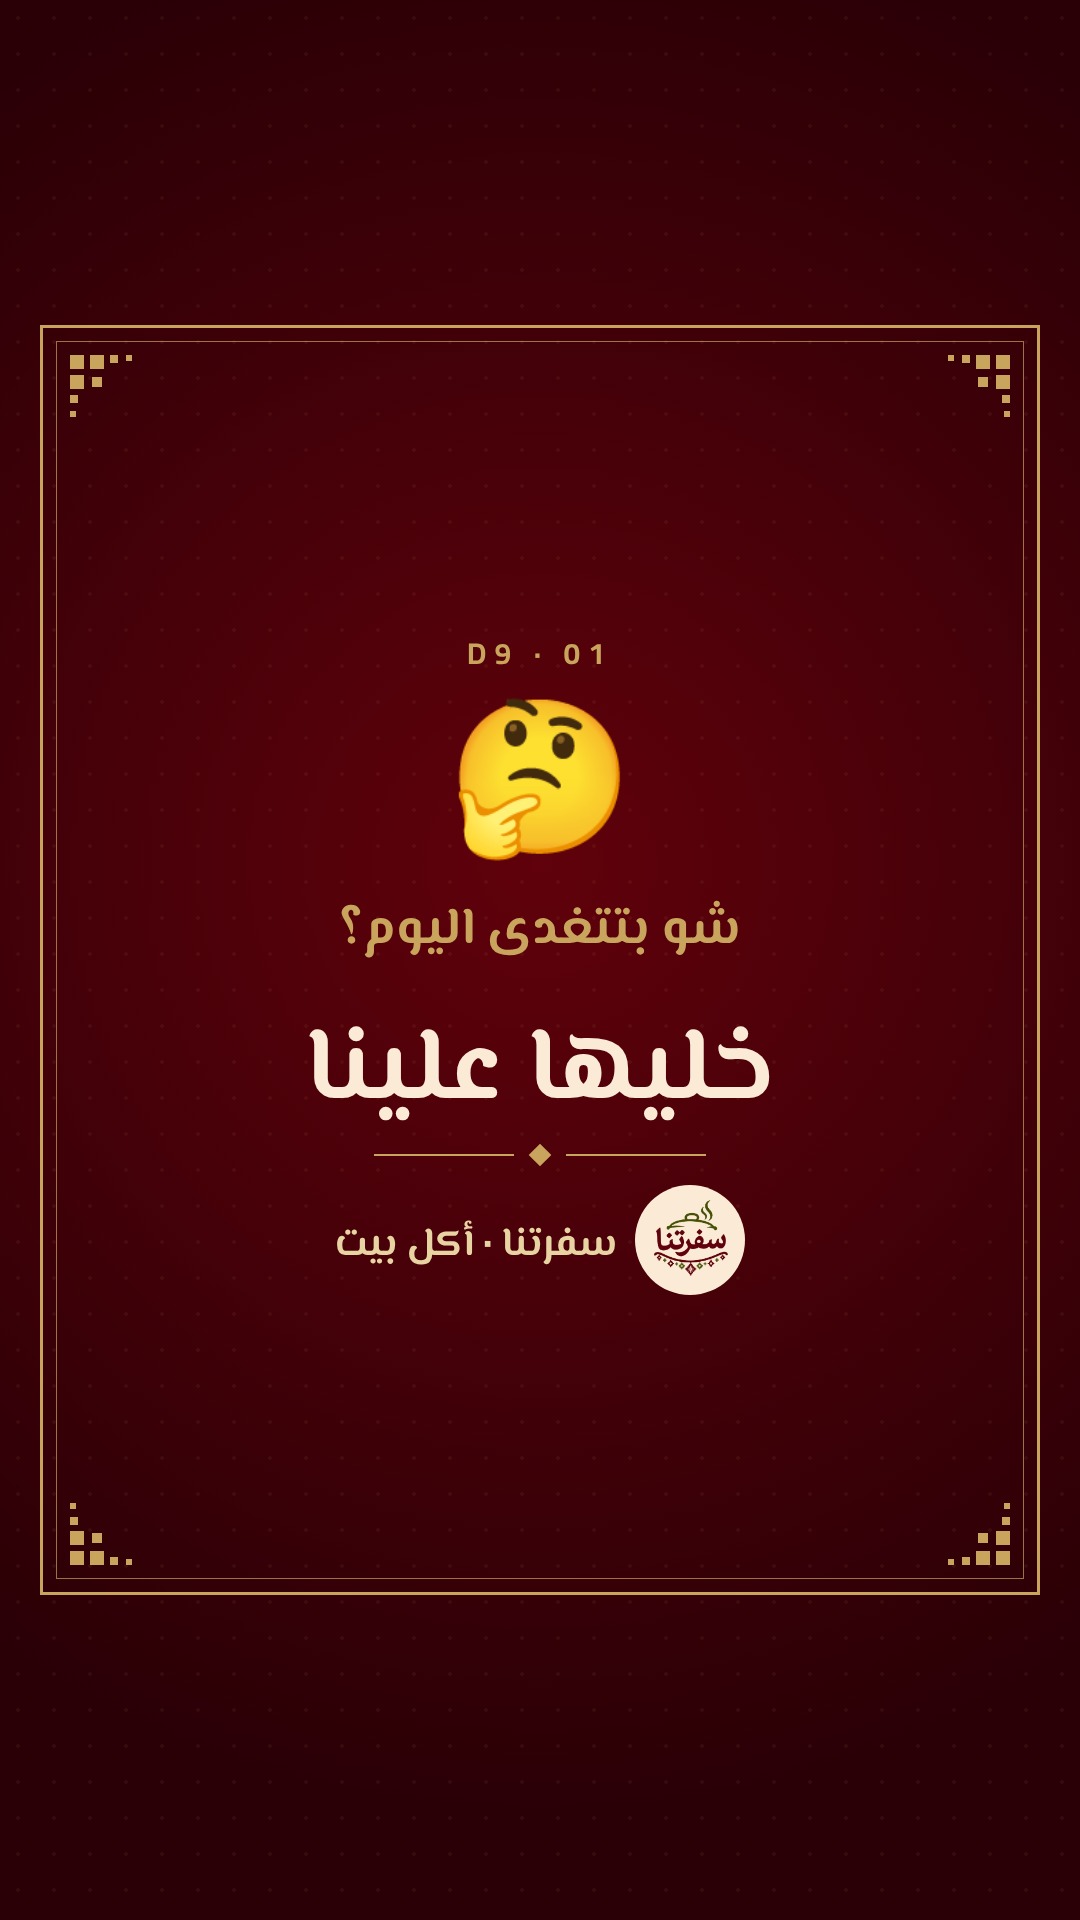 D9 · 01
شو بتتغدى اليوم؟
خليها علينا
سفرتنا
سفرتنا · أكل بيت